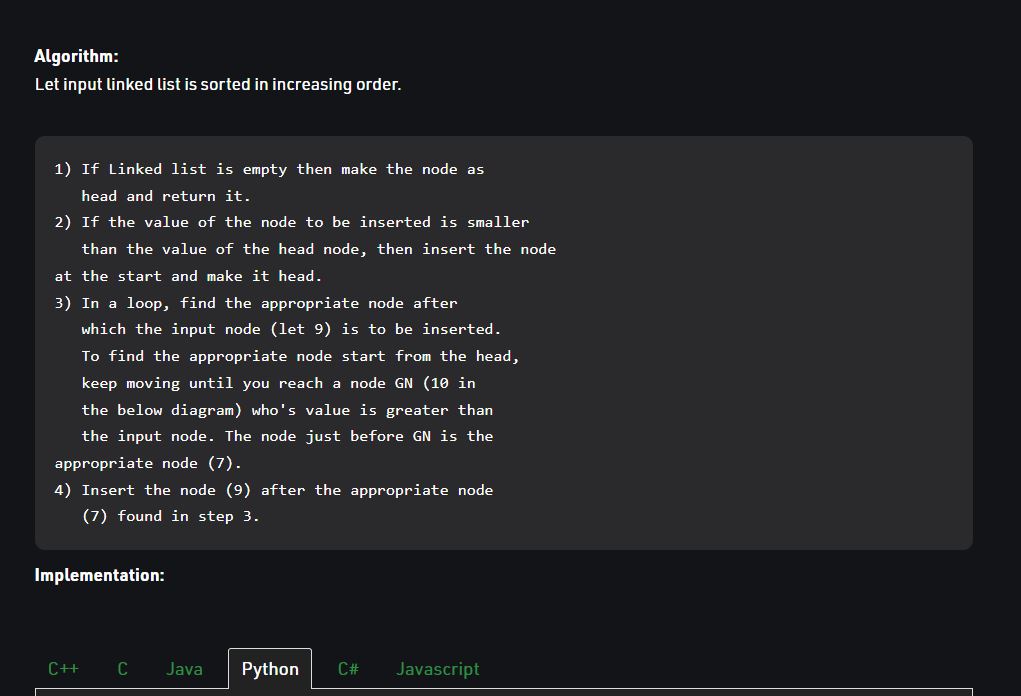 Algorithm:
Let input linked list is sorted in increasing order.
1) If Linked list is empty then make the node as
head and return it.
2) If the value of the node to be inserted is smaller
than the value of the head node, then insert the node
at the start and make it head.
3) In a loop, find the appropriate node after
which the input node (let 9) is to be inserted.
To find the appropriate node start from the head,
keep moving until you reach a node GN (10 in
the below diagram) who's value is greater than
the input node. The node just before GN is the
appropriate node (7).
4) Insert the node (9) after the appropriate node
(7) found in step 3.
Implementation:
C++ C Java Python C# Javascript